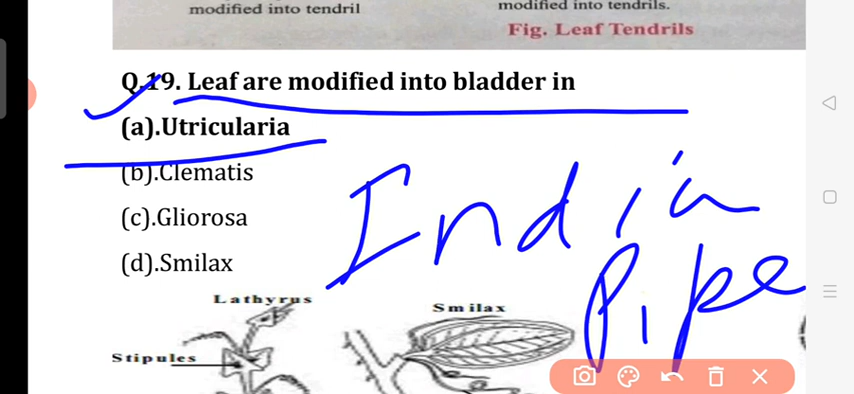 modified into tendril
modified into tendrils.
Fig. Leaf Tendrils
Q.19. Leaf are modified into bladder in
(a).Utricularia
(b).Clematis
(c).Gliorosa
(d).Smilax
India
Pipe
Lathyrus
Smilax
Stipules